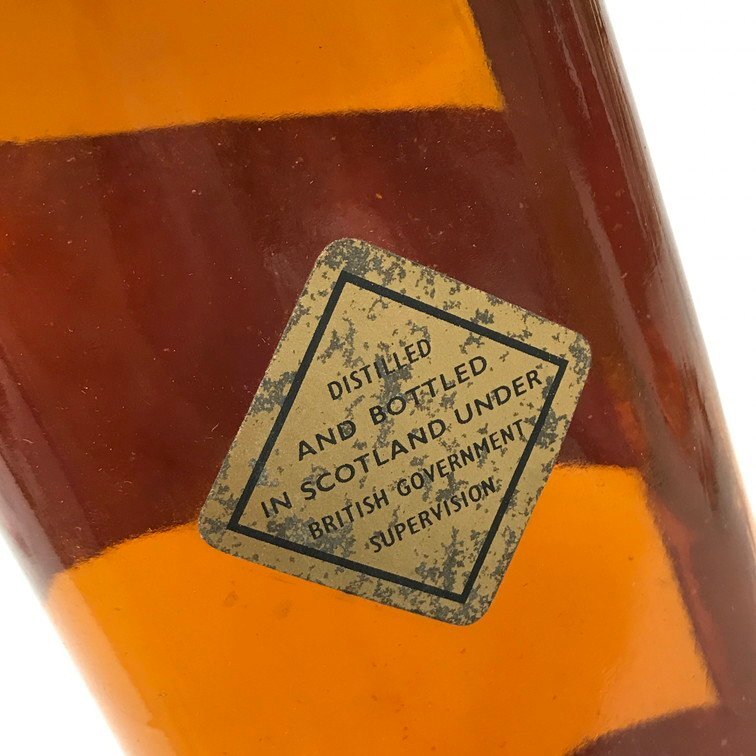 DISTILLED
AND BOTTLED
IN SCOTLAND UNDER
BRITISH GOVERNMENT
SUPERVISION